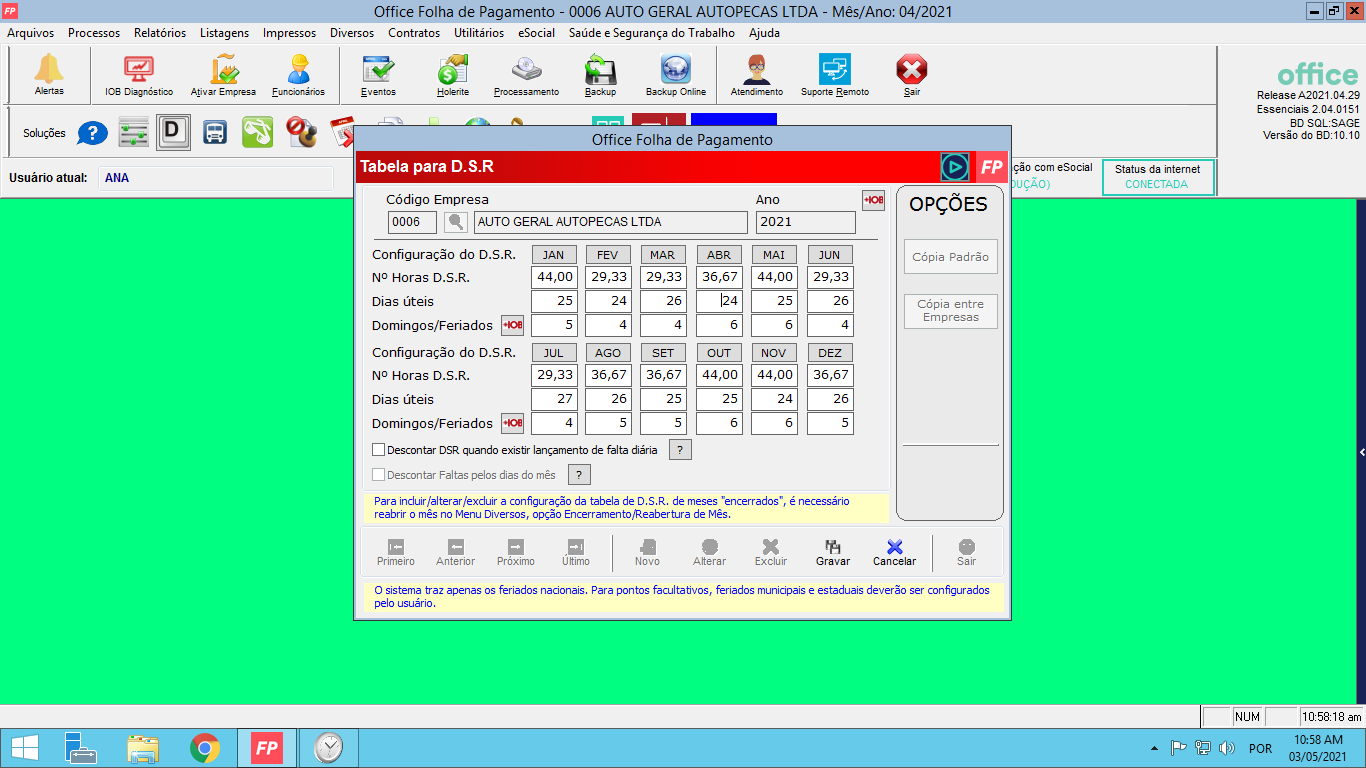 FP
Office Folha de Pagamento - 0006 AUTO GERAL AUTOPECAS LTDA - Mês/Ano: 04/2021
Arquivos Processos Relatórios Listagens Impressos Diversos Contratos Utilitários eSocial Saúde e Segurança do Trabalho Ajuda
Alertas IOB Diagnóstico Ativar Empresa Funcionários Eventos Holerite Processamento Backup Backup Online Atendimento Suporte Remoto Sair
office
Release A2021.04.29
Essenciais 2.04.0151
BD SQL:SAGE
Versão do BD:10.10
Soluções ? D
Usuário atual: ANA
ção com eSocial
DUÇÃO)
Status da internet
CONECTADA
Office Folha de Pagamento
Tabela para D.S.R FP
Código Empresa Ano +IOB
0006 AUTO GERAL AUTOPECAS LTDA 2021
Configuração do D.S.R. JAN FEV MAR ABR MAI JUN
Nº Horas D.S.R. 44,00 29,33 29,33 36,67 44,00 29,33
Dias úteis 25 24 26 24 25 26
Domingos/Feriados +IOB 5 4 4 6 6 4
Configuração do D.S.R. JUL AGO SET OUT NOV DEZ
Nº Horas D.S.R. 29,33 36,67 36,67 44,00 44,00 36,67
Dias úteis 27 26 25 25 24 26
Domingos/Feriados +IOB 4 5 5 6 6 5
Descontar DSR quando existir lançamento de falta diária ?
Descontar Faltas pelos dias do mês ?
Para incluir/alterar/excluir a configuração da tabela de D.S.R. de meses "encerrados", é necessário
reabrir o mês no Menu Diversos, opção Encerramento/Reabertura de Mês.
OPÇÕES
Cópia Padrão
Cópia entre
Empresas
Primeiro Anterior Próximo Último Novo Alterar Excluir Gravar Cancelar Sair
O sistema traz apenas os feriados nacionais. Para pontos facultativos, feriados municipais e estaduais deverão ser configurados
pelo usuário.
NUM 10:58:18 am
FP
POR
10:58 AM
03/05/2021